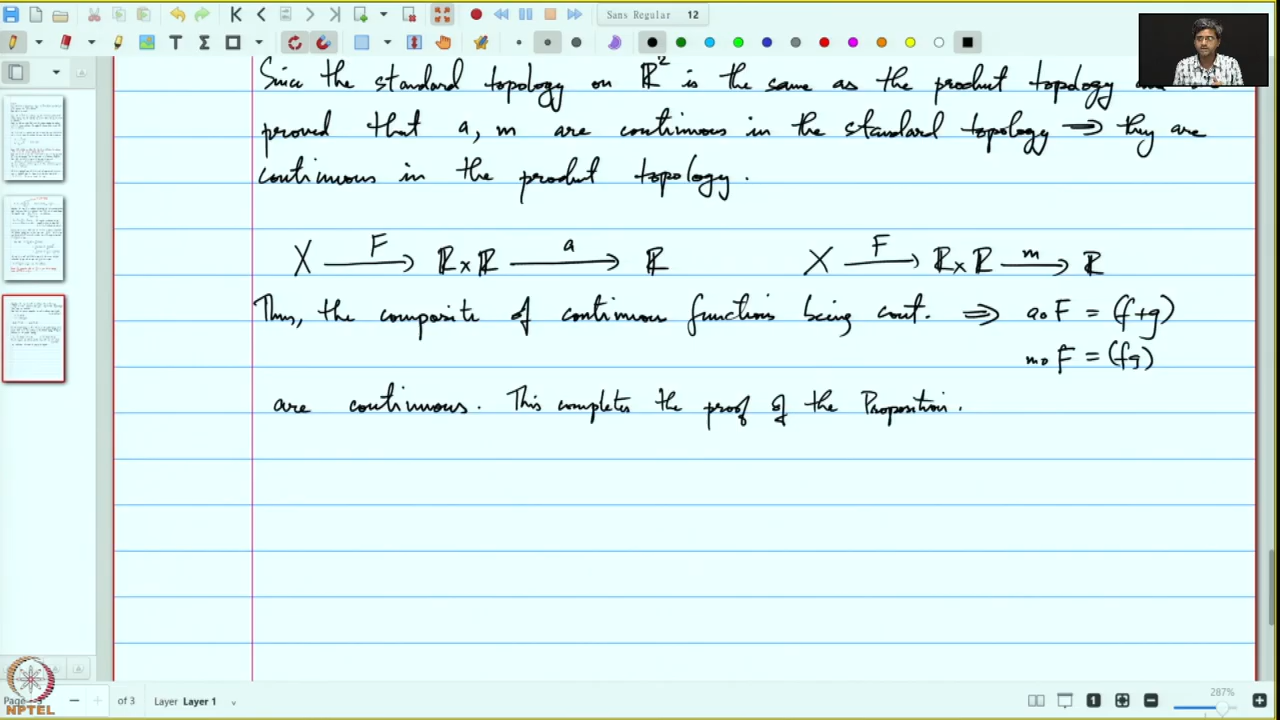 Sans Regular 12
Since the standard topology on ℝ² is the same as the product topology
proved that a, m are continuous in the standard topology ⟹ they are
continuous in the product topology.
X —F→ ℝ×ℝ —a→ ℝ    X —F→ ℝ×ℝ —m→ ℝ
Thus, the composite of continuous functions being cont. ⟹ a∘F = (f+g)
m∘F = (fg)
are continuous. This completes the proof of the Proposition.
287%
Page
of 3 Layer Layer 1
NPTEL